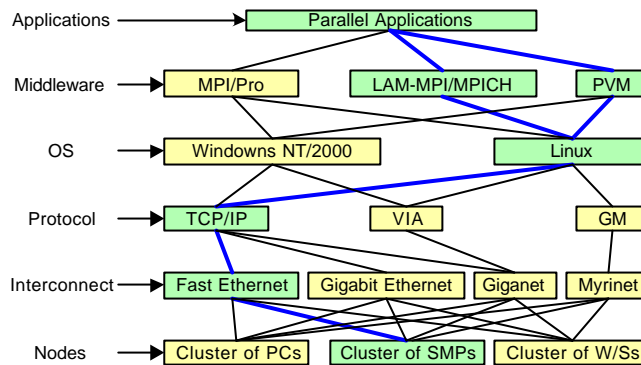 Applications Parallel Applications
Middleware MPI/Pro LAM-MPI/MPICH PVM
OS Windowns NT/2000 Linux
Protocol TCP/IP VIA GM
Interconnect Fast Ethernet Gigabit Ethernet Giganet Myrinet
Nodes Cluster of PCs Cluster of SMPs Cluster of W/Ss